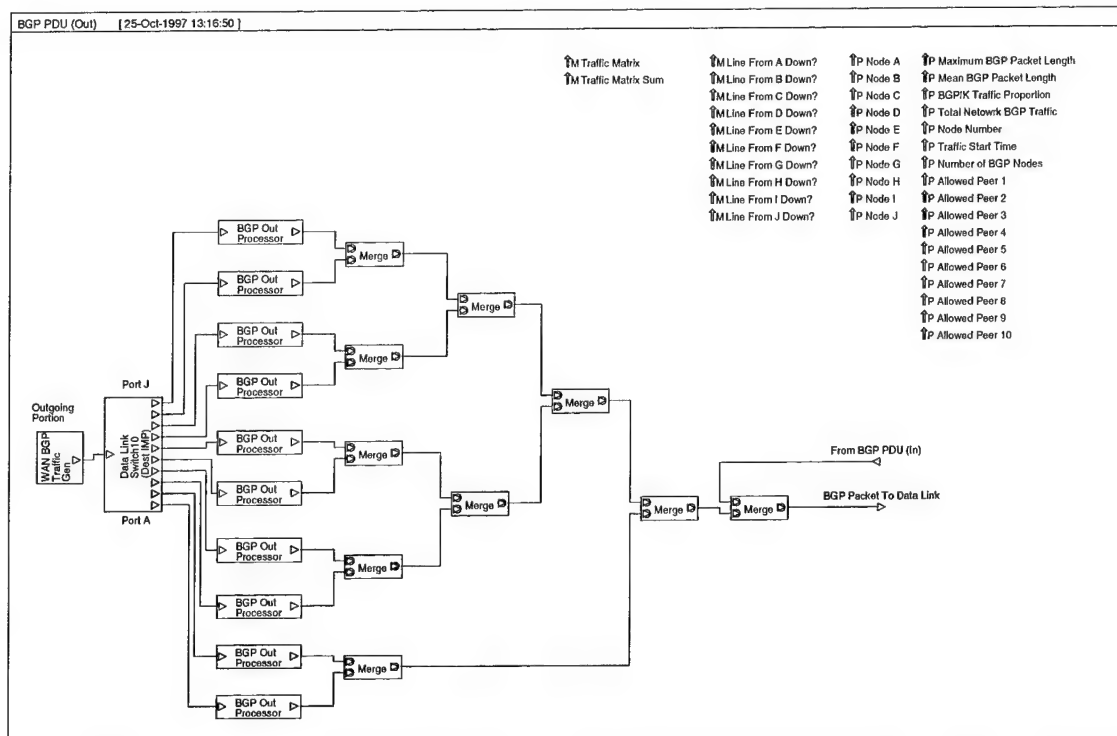 BGP PDU (Out) [ 25-Oct-1997 13:16:50 ]
⇑M Traffic Matrix
⇑M Traffic Matrix Sum
⇑M Line From A Down?
⇑M Line From B Down?
⇑M Line From C Down?
⇑M Line From D Down?
⇑M Line From E Down?
⇑M Line From F Down?
⇑M Line From G Down?
⇑M Line From H Down?
⇑M Line From I Down?
⇑M Line From J Down?
⇑P Node A
⇑P Node B
⇑P Node C
⇑P Node D
⇑P Node E
⇑P Node F
⇑P Node G
⇑P Node H
⇑P Node I
⇑P Node J
⇑P Maximum BGP Packet Length
⇑P Mean BGP Packet Length
⇑P BGP/K Traffic Proportion
⇑P Total Netowrk BGP Traffic
⇑P Node Number
⇑P Traffic Start Time
⇑P Number of BGP Nodes
⇑P Allowed Peer 1
⇑P Allowed Peer 2
⇑P Allowed Peer 3
⇑P Allowed Peer 4
⇑P Allowed Peer 5
⇑P Allowed Peer 6
⇑P Allowed Peer 7
⇑P Allowed Peer 8
⇑P Allowed Peer 9
⇑P Allowed Peer 10
Outgoing
Portion
WAN BGP
Traffic
Gen
Port J
Data Link
Switch10
(Dest IMP)
Port A
BGP Out
Processor
BGP Out
Processor
BGP Out
Processor
BGP Out
Processor
BGP Out
Processor
BGP Out
Processor
BGP Out
Processor
BGP Out
Processor
BGP Out
Processor
BGP Out
Processor
Merge
Merge
Merge
Merge
Merge
Merge
Merge
Merge
Merge
Merge
From BGP PDU (In)
BGP Packet To Data Link